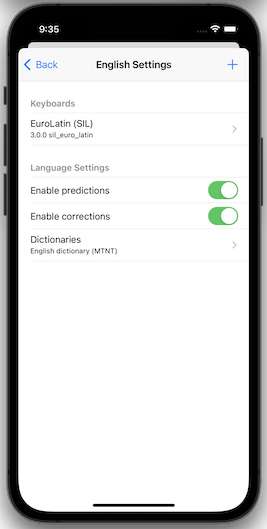 9:35
Back
English Settings
Keyboards
EuroLatin (SIL)
3.0.0 sil_euro_latin
Language Settings
Enable predictions
Enable corrections
Dictionaries
English dictionary (MTNT)